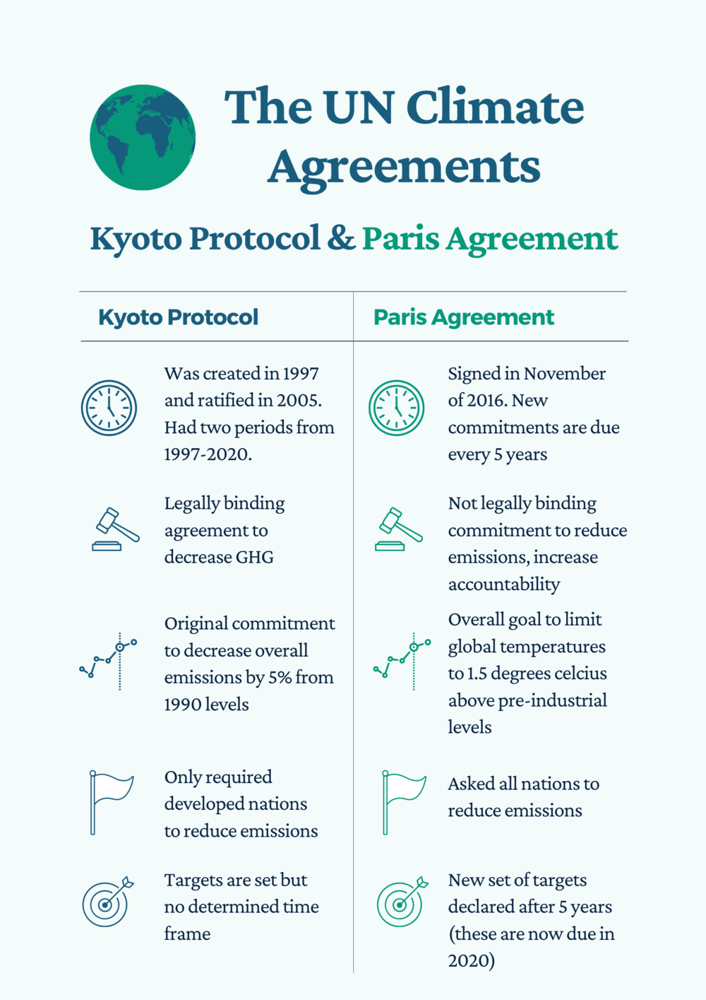 The UN Climate
Agreements
Kyoto Protocol & Paris Agreement
Kyoto Protocol
Paris Agreement
Was created in 1997
and ratified in 2005.
Had two periods from
1997-2020.
Signed in November
of 2016. New
commitments are due
every 5 years
Legally binding
agreement to
decrease GHG
Not legally binding
commitment to reduce
emissions, increase
accountability
Original commitment
to decrease overall
emissions by 5% from
1990 levels
Overall goal to limit
global temperatures
to 1.5 degrees celcius
above pre-industrial
levels
Only required
developed nations
to reduce emissions
Asked all nations to
reduce emissions
Targets are set but
no determined time
frame
New set of targets
declared after 5 years
(these are now due in
2020)